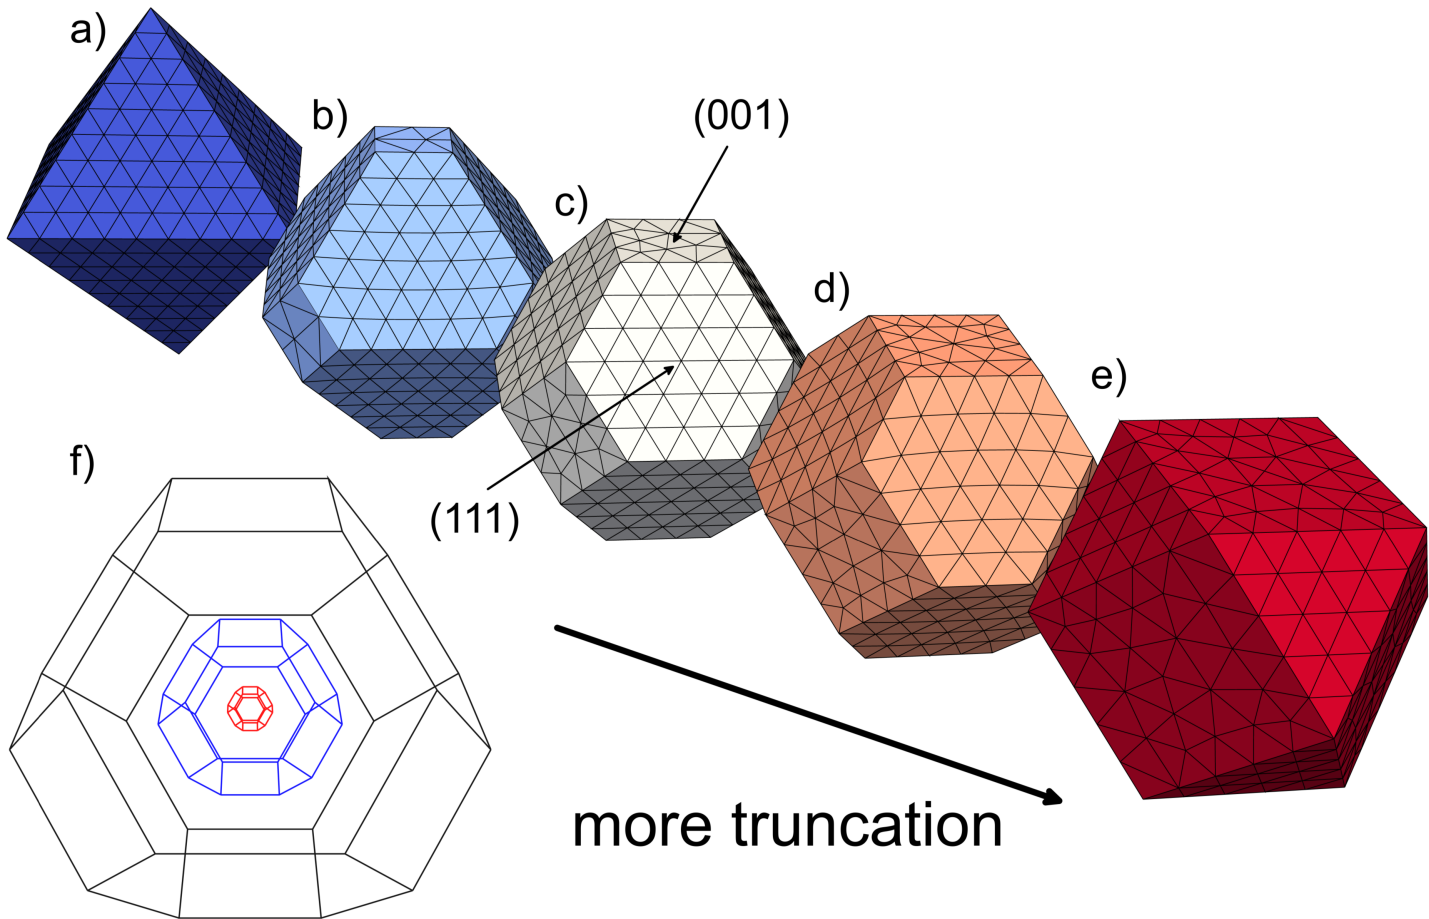 a)
b)
(001)
c)
d)
e)
f)
(111)
more truncation